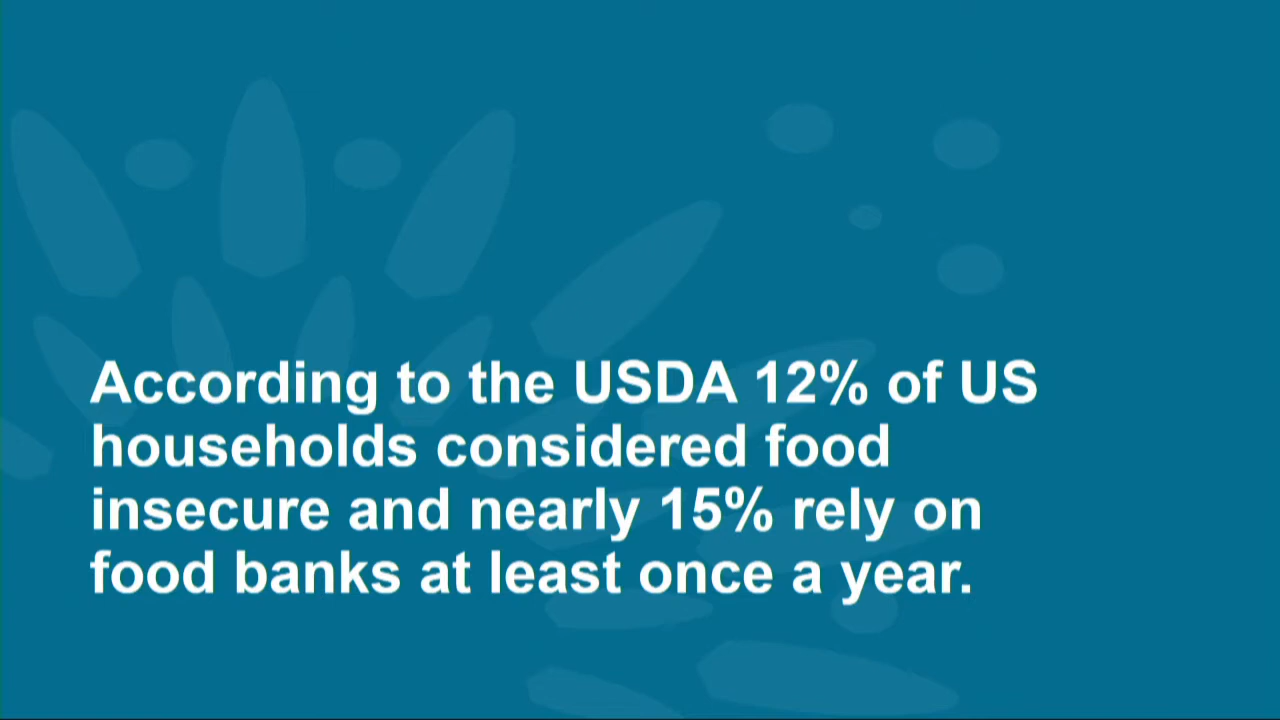 According to the USDA 12% of US
households considered food
insecure and nearly 15% rely on
food banks at least once a year.